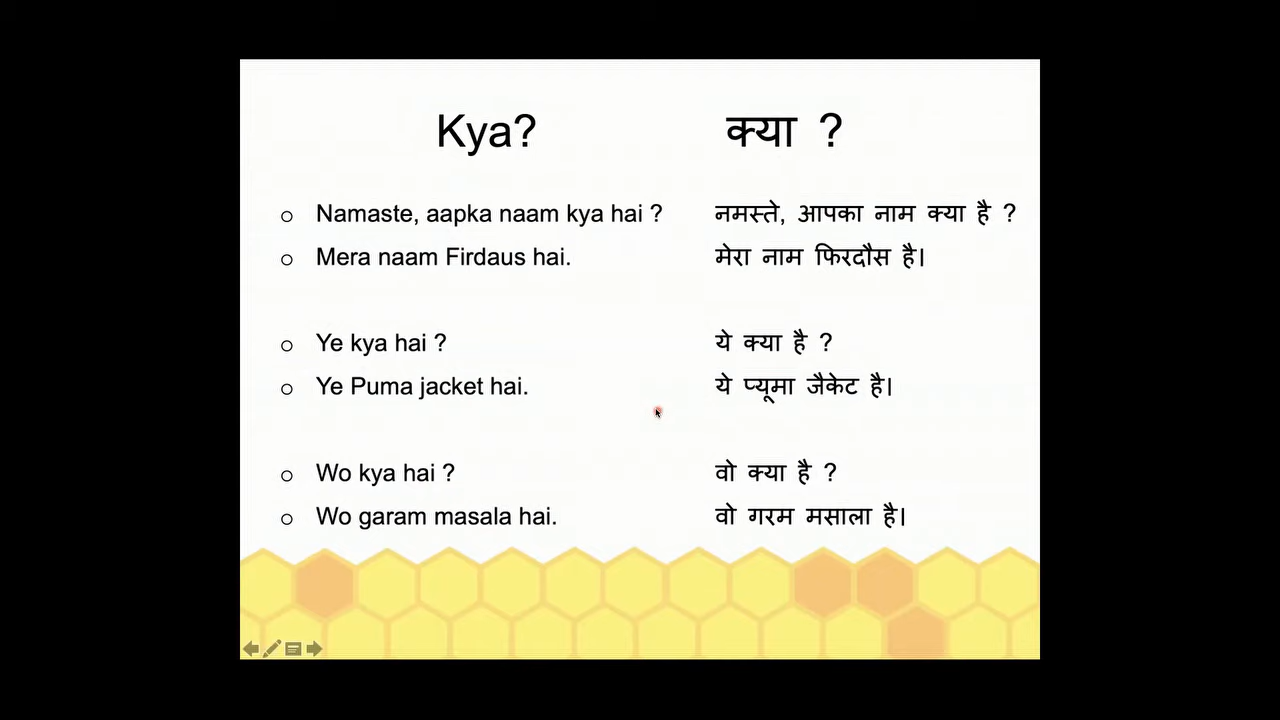 Kya? क्या ?
Namaste, aapka naam kya hai ? नमस्ते, आपका नाम क्या है ?
Mera naam Firdaus hai. मेरा नाम फिरदौस है।
Ye kya hai ? ये क्या है ?
Ye Puma jacket hai. ये प्यूमा जैकेट है।
Wo kya hai ? वो क्या है ?
Wo garam masala hai. वो गरम मसाला है।